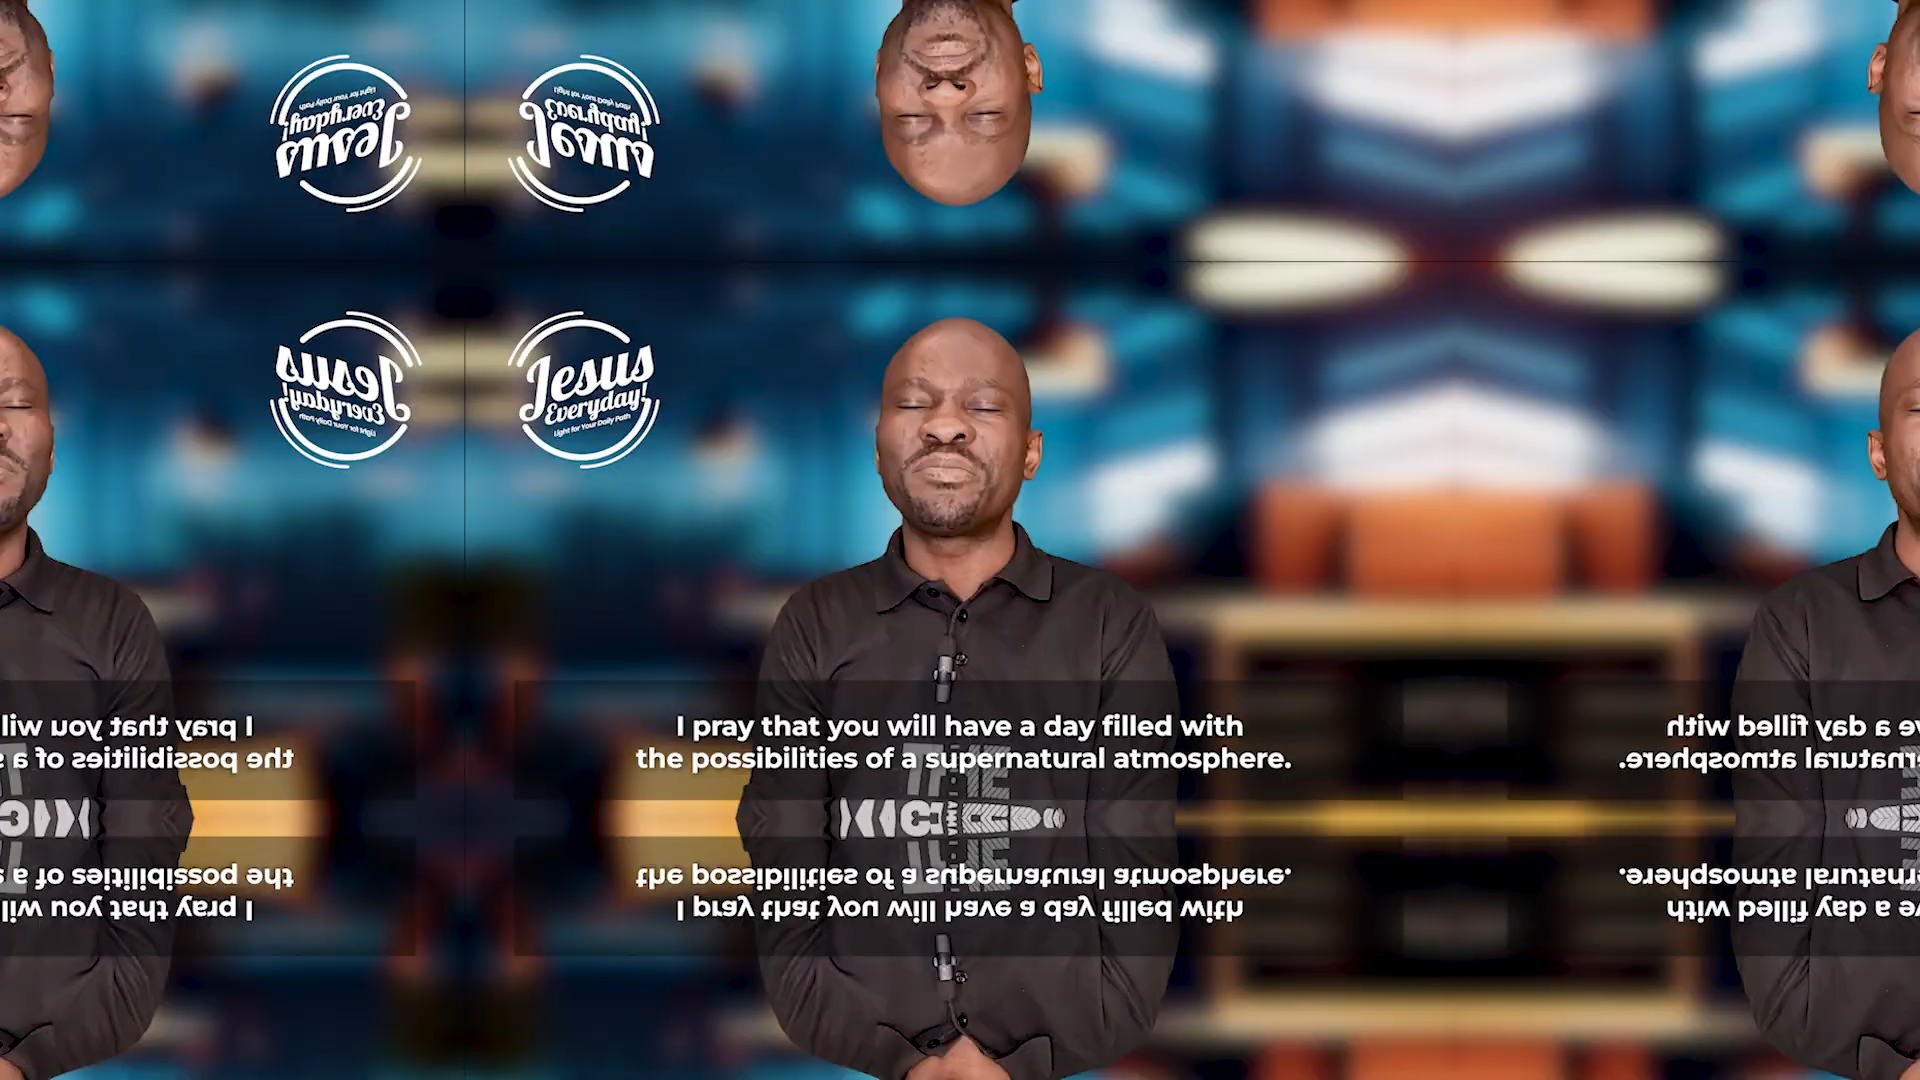 Jesus
Everyday!
Light for Your Daily Path
I pray that you will have a day filled with
the possibilities of a supernatural atmosphere.